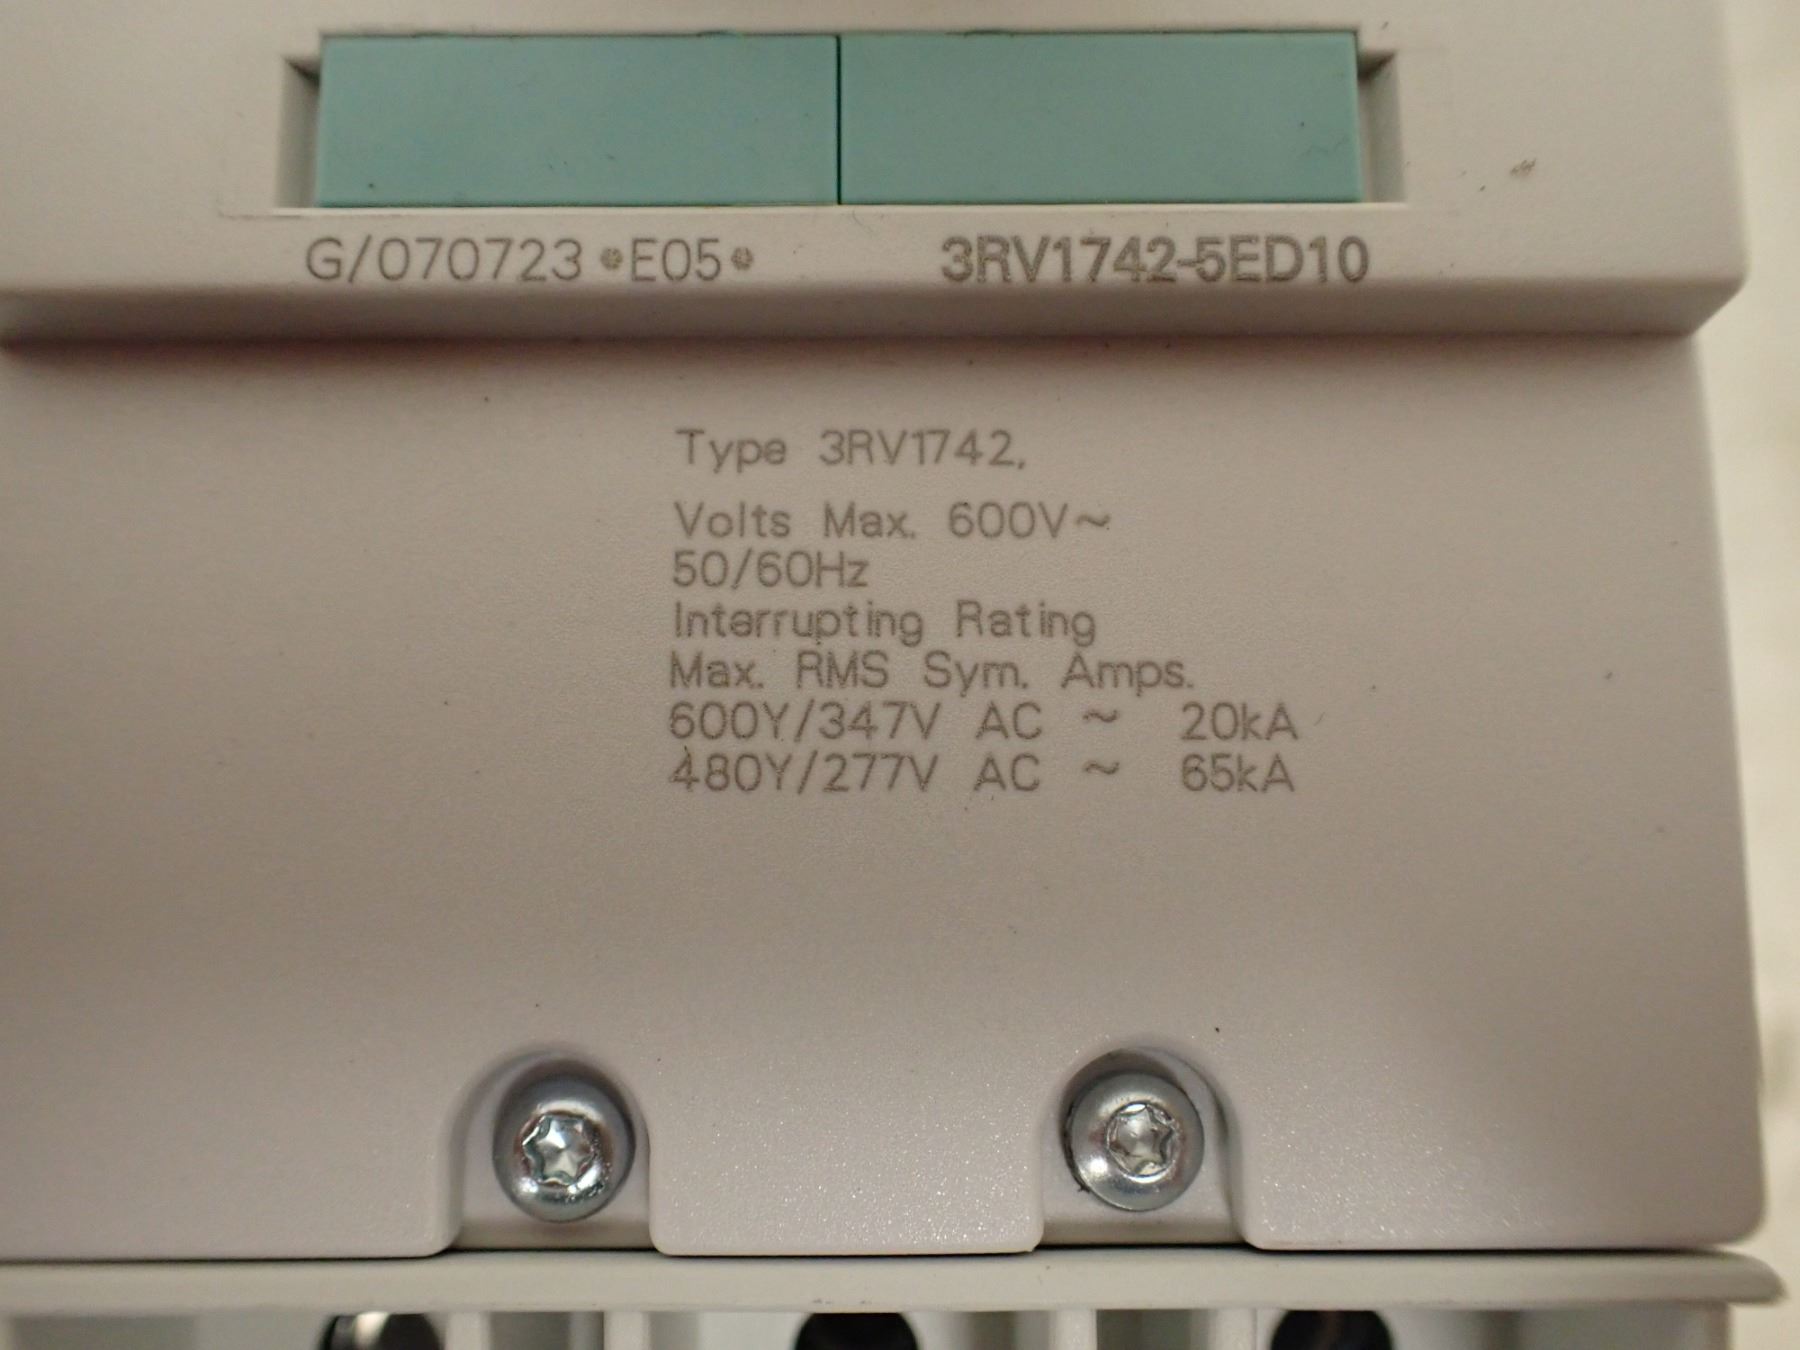 G/070723 *E05* 3RV1742-5ED10
Type 3RV1742,
Volts Max. 600V~
50/60Hz
Interrupting Rating
Max. RMS Sym. Amps.
600Y/347V AC ~ 20kA
480Y/277V AC ~ 65kA